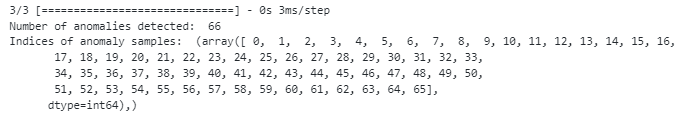 3/3 [==============================] - 0s 3ms/step
Number of anomalies detected:  66
Indices of anomaly samples:  (array([ 0,  1,  2,  3,  4,  5,  6,  7,  8,  9, 10, 11, 12, 13, 14, 15, 16,
       17, 18, 19, 20, 21, 22, 23, 24, 25, 26, 27, 28, 29, 30, 31, 32, 33,
       34, 35, 36, 37, 38, 39, 40, 41, 42, 43, 44, 45, 46, 47, 48, 49, 50,
       51, 52, 53, 54, 55, 56, 57, 58, 59, 60, 61, 62, 63, 64, 65],
      dtype=int64),)